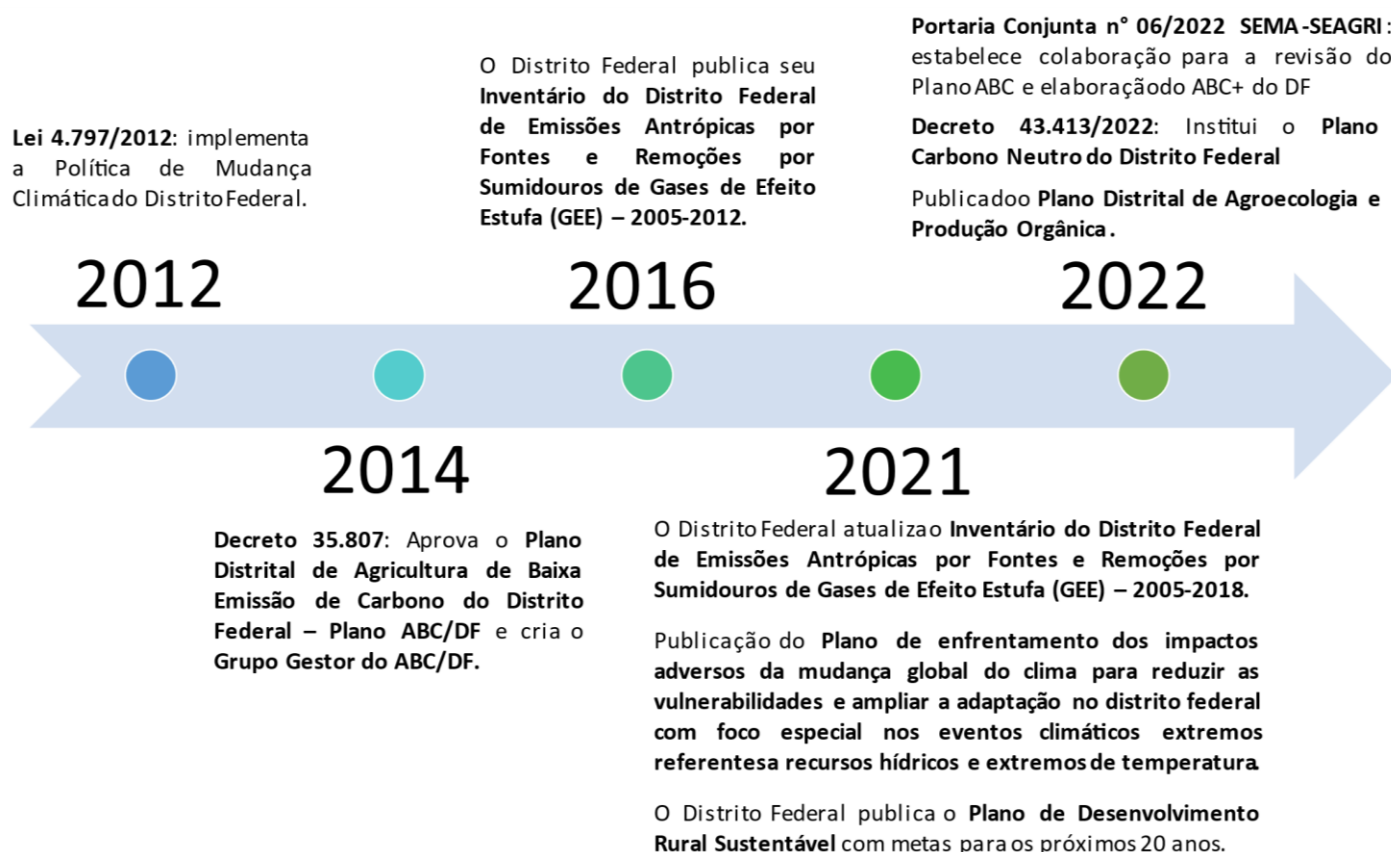 Lei 4.797/2012: implementa
a Política de Mudança
Climáticado DistritoFederal.
2012
Decreto 35.807: Aprova o Plano
Distrital de Agricultura de Baixa
Emissão de Carbono do Distrito
Federal – Plano ABC/DF e cria o
Grupo Gestor do ABC/DF.
2014
O Distrito Federal publica seu
Inventário do Distrito Federal
de Emissões Antrópicas por
Fontes e Remoções por
Sumidouros de Gases de Efeito
Estufa (GEE) – 2005-2012.
2016
2021
O Distrito Federal atualizao Inventário do Distrito Federal
de Emissões Antrópicas por Fontes e Remoções por
Sumidouros de Gases de Efeito Estufa (GEE) – 2005-2018.
Publicação do Plano de enfrentamento dos impactos
adversos da mudança global do clima para reduzir as
vulnerabilidades e ampliar a adaptação no distrito federal
com foco especial nos eventos climáticos extremos
referentesa recursos hídricos e extremos de temperatura.
O Distrito Federal publica o Plano de Desenvolvimento
Rural Sustentável com metas para os próximos 20 anos.
Portaria Conjunta n° 06/2022 SEMA-SEAGRI:
estabelece colaboração para a revisão do
Plano ABC e elaboraçãodo ABC+ do DF
Decreto 43.413/2022: Institui o Plano
Carbono Neutro do Distrito Federal
Publicadoo Plano Distrital de Agroecologia e
Produção Orgânica.
2022